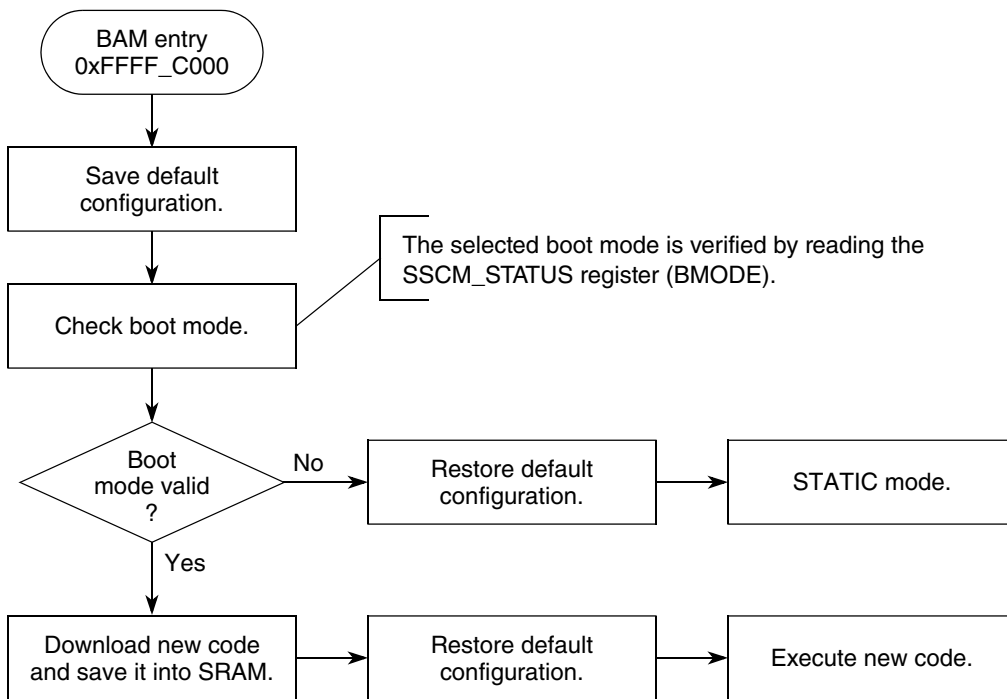 BAM entry
0xFFFF_C000
Save default
configuration.
The selected boot mode is verified by reading the
SSCM_STATUS register (BMODE).
Check boot mode.
Boot
mode valid
?
No
Restore default
configuration.
STATIC mode.
Yes
Download new code
and save it into SRAM.
Restore default
configuration.
Execute new code.